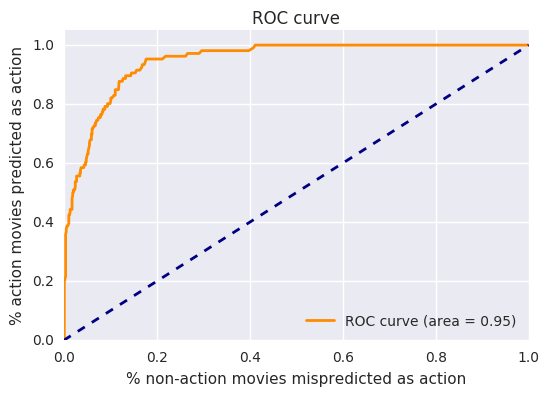 ROC curve
% action movies predicted as action
1.0
0.8
0.6
0.4
0.2
0.0
ROC curve (area = 0.95)
0.0 0.2 0.4 0.6 0.8 1.0
% non-action movies mispredicted as action